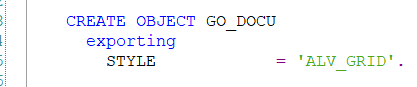 CREATE OBJECT GO_DOCU
exporting
STYLE = 'ALV_GRID'.